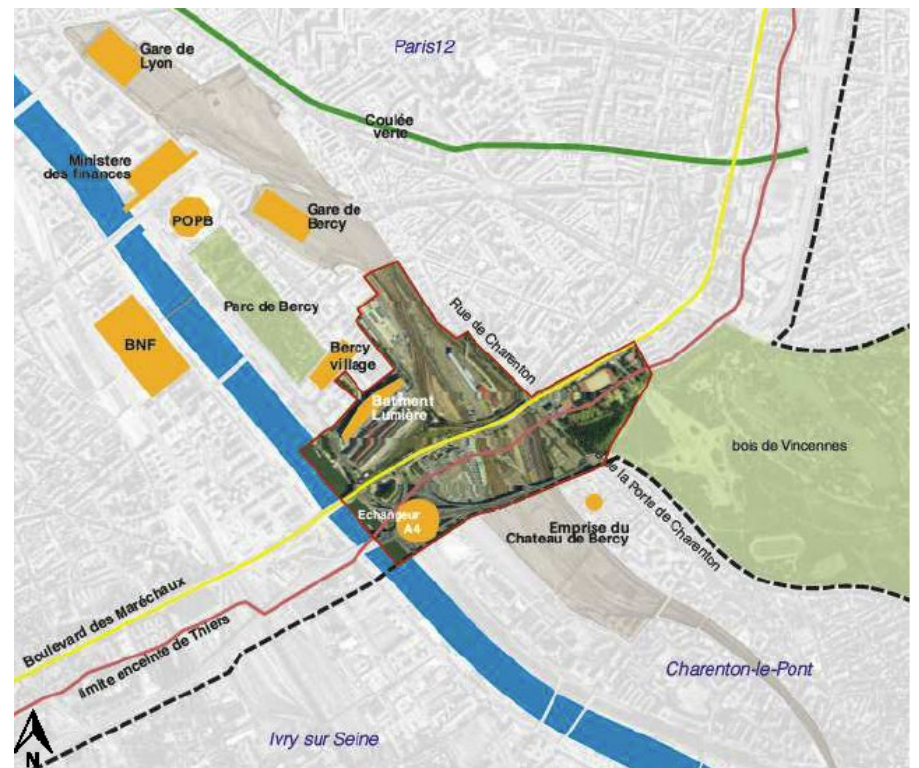 Paris12
Gare de
Lyon
Coulée
verte
Ministere
des finances
POPB
Gare de
Bercy
Parc de Bercy
Rue de Charenton
BNF
Bercy
village
Batiment
Lumière
bois de Vincennes
de la Porte de Charenton
Echangeur
A4
Emprise du
Chateau de Bercy
Boulevard des Maréchaux
limite enceinte de Thiers
Charenton-le-Pont
Ivry sur Seine
N